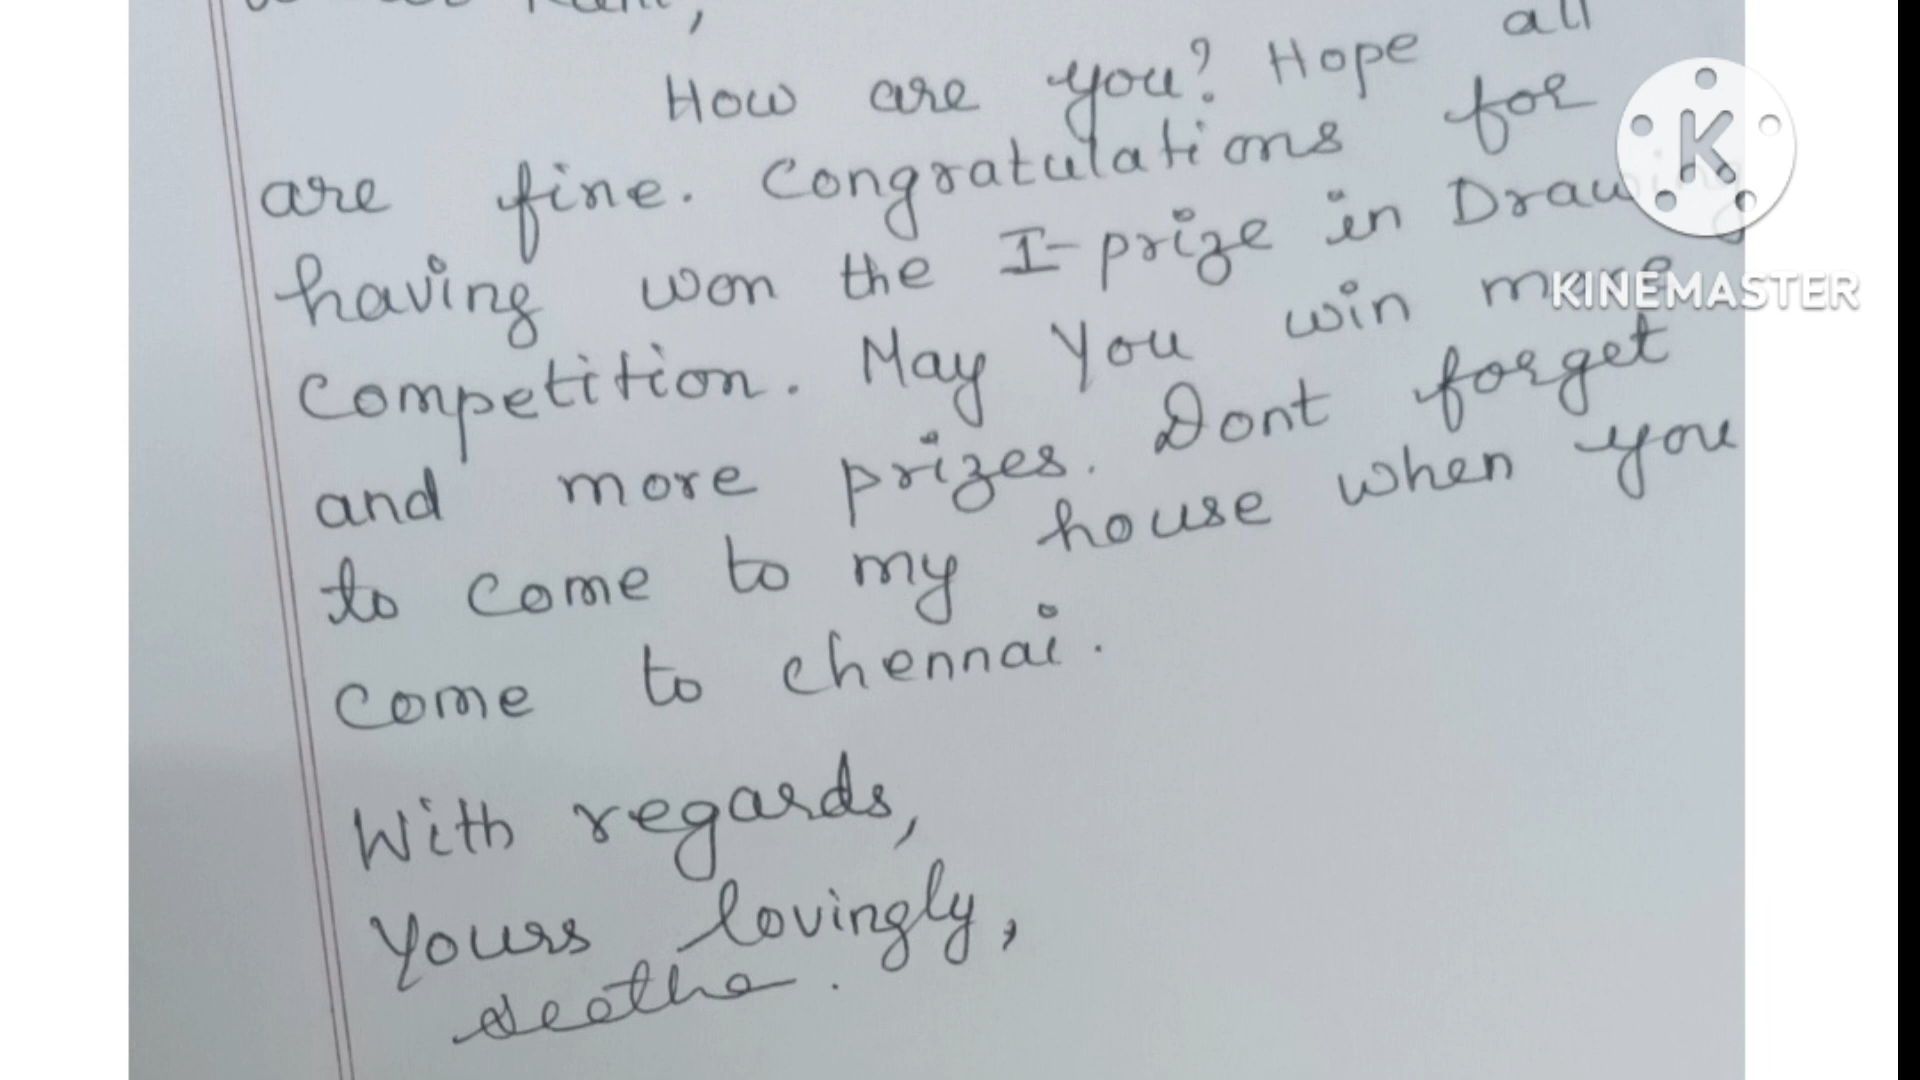 How are you? Hope all
are fine. Congratulations for
having won the I-prize in Drawing
Competition. May You win more
and more prizes. Dont forget
to come to my house when you
come to chennai.
With regards,
Yours lovingly,
Seetha.
KINEMASTER